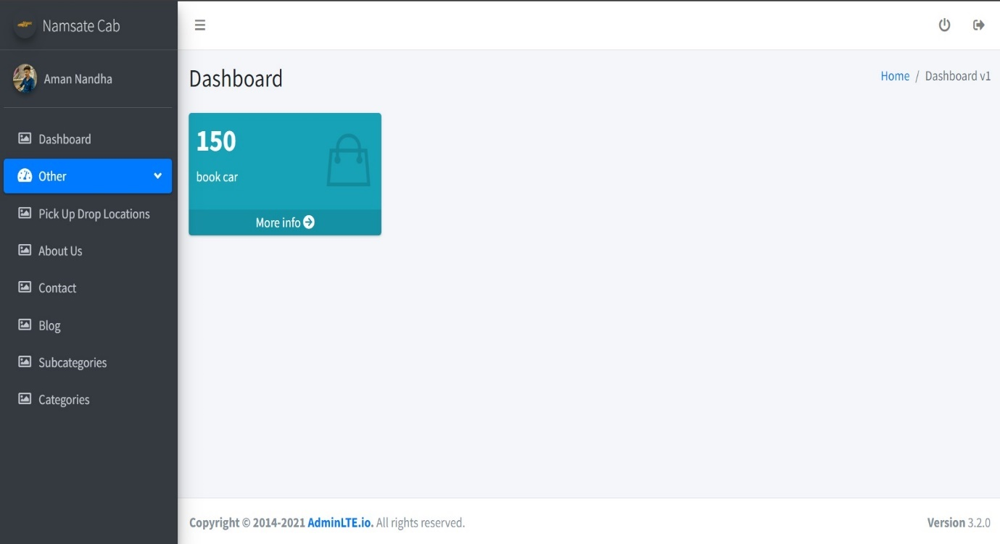 Namsate Cab
Aman Nandha
Dashboard
Other
Pick Up Drop Locations
About Us
Contact
Blog
Subcategories
Categories
Dashboard
Home / Dashboard v1
150
book car
More info
Copyright © 2014-2021 AdminLTE.io. All rights reserved.
Version 3.2.0